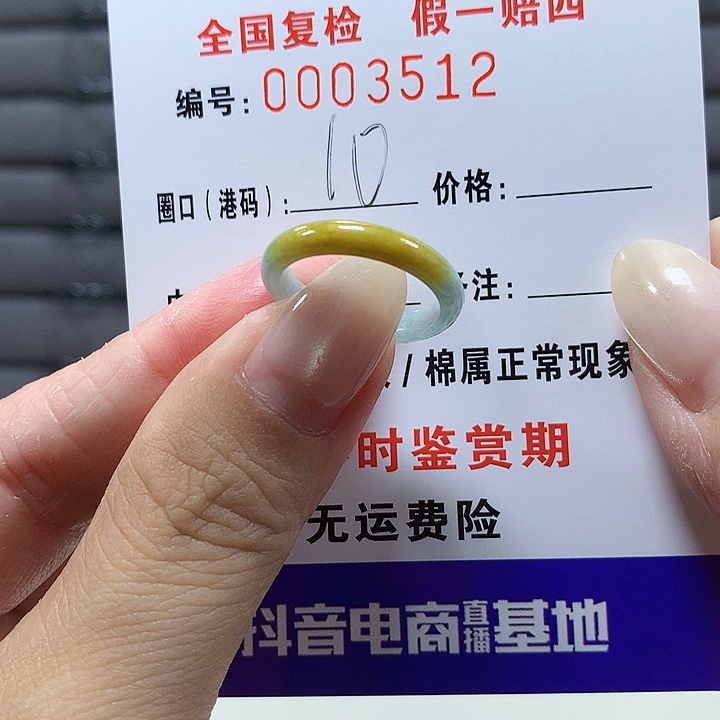 全国复检 假一赔四
编号:0003512
圈口(港码):10 价格:
注:
/棉属正常现象
时鉴赏期
无运费险
抖音电商直播基地